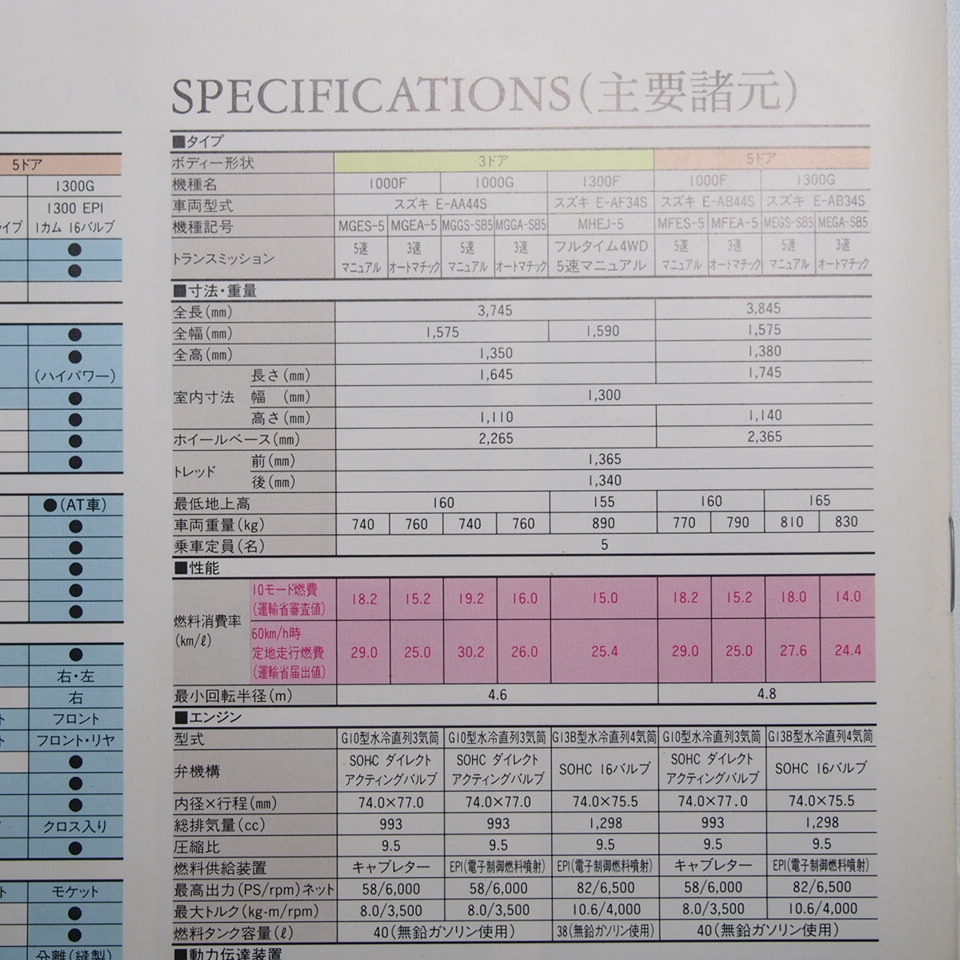 SPECIFICATIONS(主要諸元)
■タイプ
ボディー形状 3ドア 5ドア
機種名 1000F 1000G 1300F 1000F 1300G
車両型式 スズキ E-AA44S スズキ E-AF34S スズキ E-AB44S スズキ E-AB34S
機種記号 MGES-5 MGEA-5 MGGS-SB5 MGGA-SB5 MHEJ-5 MFES-5 MFEA-5 MEGS-SB5 MEGA-SB5
トランスミッション 5速 3速 5速 3速 フルタイム4WD 5速 3速 5速 3速
マニュアル オートマチック マニュアル オートマチック 5速マニュアル マニュアル オートマチック マニュアル オートマチック
■寸法・重量
全長(mm) 3,745 3,845
全幅(mm) 1,575 1,590 1,575
全高(mm) 1,350 1,380
室内寸法 長さ(mm) 1,645 1,745
幅 (mm) 1,300
高さ(mm) 1,110 1,140
ホイールベース(mm) 2,265 2,365
トレッド 前(mm) 1,365
後(mm) 1,340
最低地上高 160 155 160 165
車両重量(kg) 740 760 740 760 890 770 790 810 830
乗車定員(名) 5
■性能
燃料消費率
(km/ℓ)
10モード燃費
(運輸省審査値) 18.2 15.2 19.2 16.0 15.0 18.2 15.2 18.0 14.0
60km/h時
定地走行燃費
(運輸省届出値) 29.0 25.0 30.2 26.0 25.4 29.0 25.0 27.6 24.4
最小回転半径(m) 4.6 4.8
■エンジン
型式 G10型水冷直列3気筒 G10型水冷直列3気筒 G13B型水冷直列4気筒 G10型水冷直列3気筒 G13B型水冷直列4気筒
弁機構 SOHC ダイレクト SOHC ダイレクト SOHC 16バルブ SOHC ダイレクト SOHC 16バルブ
アクティングバルブ アクティングバルブ アクティングバルブ
内径×行程(mm) 74.0×77.0 74.0×77.0 74.0×75.5 74.0×77.0 74.0×75.5
総排気量(cc) 993 993 1,298 993 1,298
圧縮比 9.5 9.5 9.5 9.5 9.5
燃料供給装置 キャブレター EPI(電子制御燃料噴射) EPI(電子制御燃料噴射) キャブレター EPI(電子制御燃料噴射)
最高出力(PS/rpm)ネット 58/6,000 58/6,000 82/6,500 58/6,000 82/6,500
最大トルク(kg-m/rpm) 8.0/3,500 8.0/3,500 10.6/4,000 8.0/3,500 10.6/4,000
燃料タンク容量(ℓ) 40(無鉛ガソリン使用) 38(無鉛ガソリン使用) 40(無鉛ガソリン使用)
■動力伝達装置
5ドア
1300G
1300 EPI
イブ 1カム 16バルブ
●
●
●
●
(ハイパワー)
●
●
●
●
●(AT車)
●
●
●
●
●
●
右・左
右
ト フロント
ト フロント・リヤ
●
●
●
クロス入り
●
ト モケット
●
●
分離(縫製)